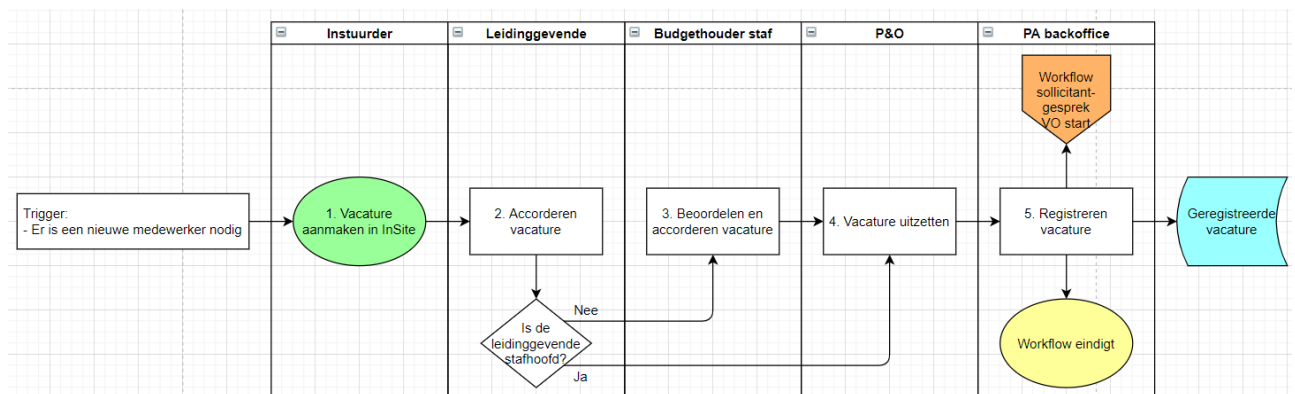 Instuurder
Leidinggevende
Budgethouder staf
P&O
PA backoffice
Workflow
sollicitant-
gesprek
VO start
Trigger:
- Er is een nieuwe medewerker nodig
1. Vacature
aanmaken in InSite
2. Accorderen
vacature
3. Beoordelen en
accorderen vacature
4. Vacature uitzetten
5. Registreren
vacature
Geregistreerde
vacature
Nee
Is de
leidinggevende
stafhoofd?
Ja
Workflow eindigt